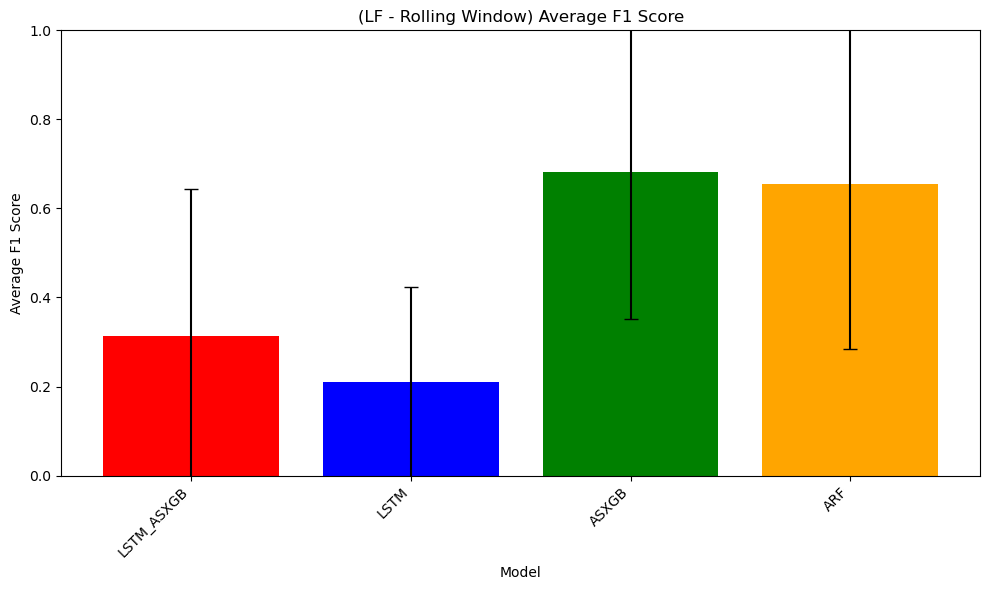 (LF - Rolling Window) Average F1 Score
1.0
0.8
0.6
0.4
0.2
0.0
Average F1 Score
LSTM_ASXGB
LSTM
ASXGB
ARF
Model